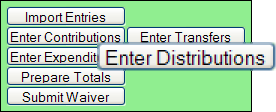 Import Entries
Enter Contributions Enter Transfers
Enter Expendit
Enter Distributions
Prepare Totals
Submit Waiver